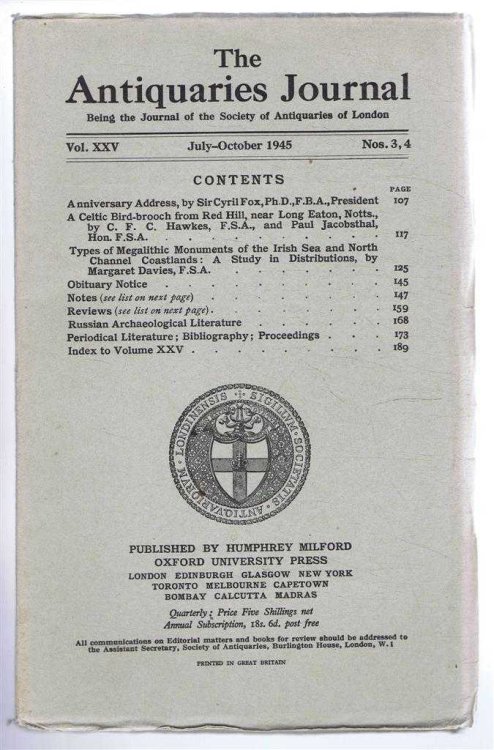 The
Antiquaries Journal
Being the Journal of the Society of Antiquaries of London
Vol. XXV July–October 1945 Nos. 3, 4
CONTENTS
PAGE
Anniversary Address, by Sir Cyril Fox, Ph.D., F.B.A., President 107
A Celtic Bird-brooch from Red Hill, near Long Eaton, Notts.,
by C. F. C. Hawkes, F.S.A., and Paul Jacobsthal,
Hon. F.S.A. . . . . . . . . 117
Types of Megalithic Monuments of the Irish Sea and North
Channel Coastlands: A Study in Distributions, by
Margaret Davies, F.S.A. . . . . . . 125
Obituary Notice . . . . . . . . 145
Notes (see list on next page) . . . . . . 147
Reviews (see list on next page) . . . . . . 159
Russian Archaeological Literature . . . . . 168
Periodical Literature; Bibliography; Proceedings . . . 173
Index to Volume XXV . . . . . . . . 189
SIGILLUM · SOCIETATIS · ANTIQUARIORUM · LONDINENSIS
PUBLISHED BY HUMPHREY MILFORD
OXFORD UNIVERSITY PRESS
LONDON EDINBURGH GLASGOW NEW YORK
TORONTO MELBOURNE CAPETOWN
BOMBAY CALCUTTA MADRAS
Quarterly; Price Five Shillings net
Annual Subscription, 18s. 6d. post free
All communications on Editorial matters and books for review should be addressed to
the Assistant Secretary, Society of Antiquaries, Burlington House, London, W.1
PRINTED IN GREAT BRITAIN